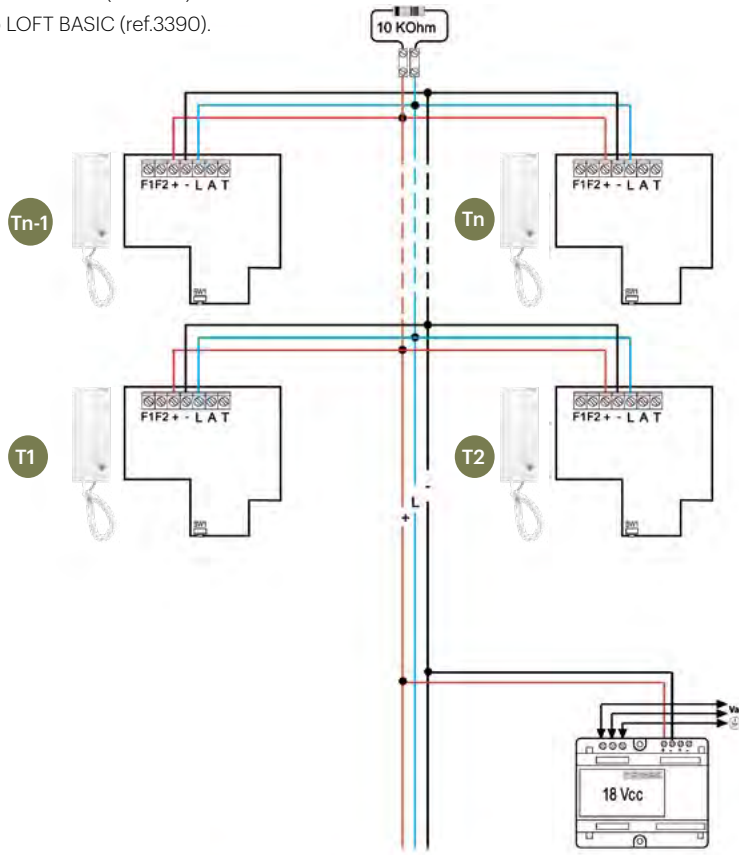 LOFT BASIC (ref.3390).
10 KOhm
F1F2 + - L A T
F1F2 + - L A T
Tn-1
Tn
SW1
SW1
F1F2 + - L A T
F1F2 + - L A T
T1
T2
SW1
SW1
-
L
+
+ - + -
18 Vcc